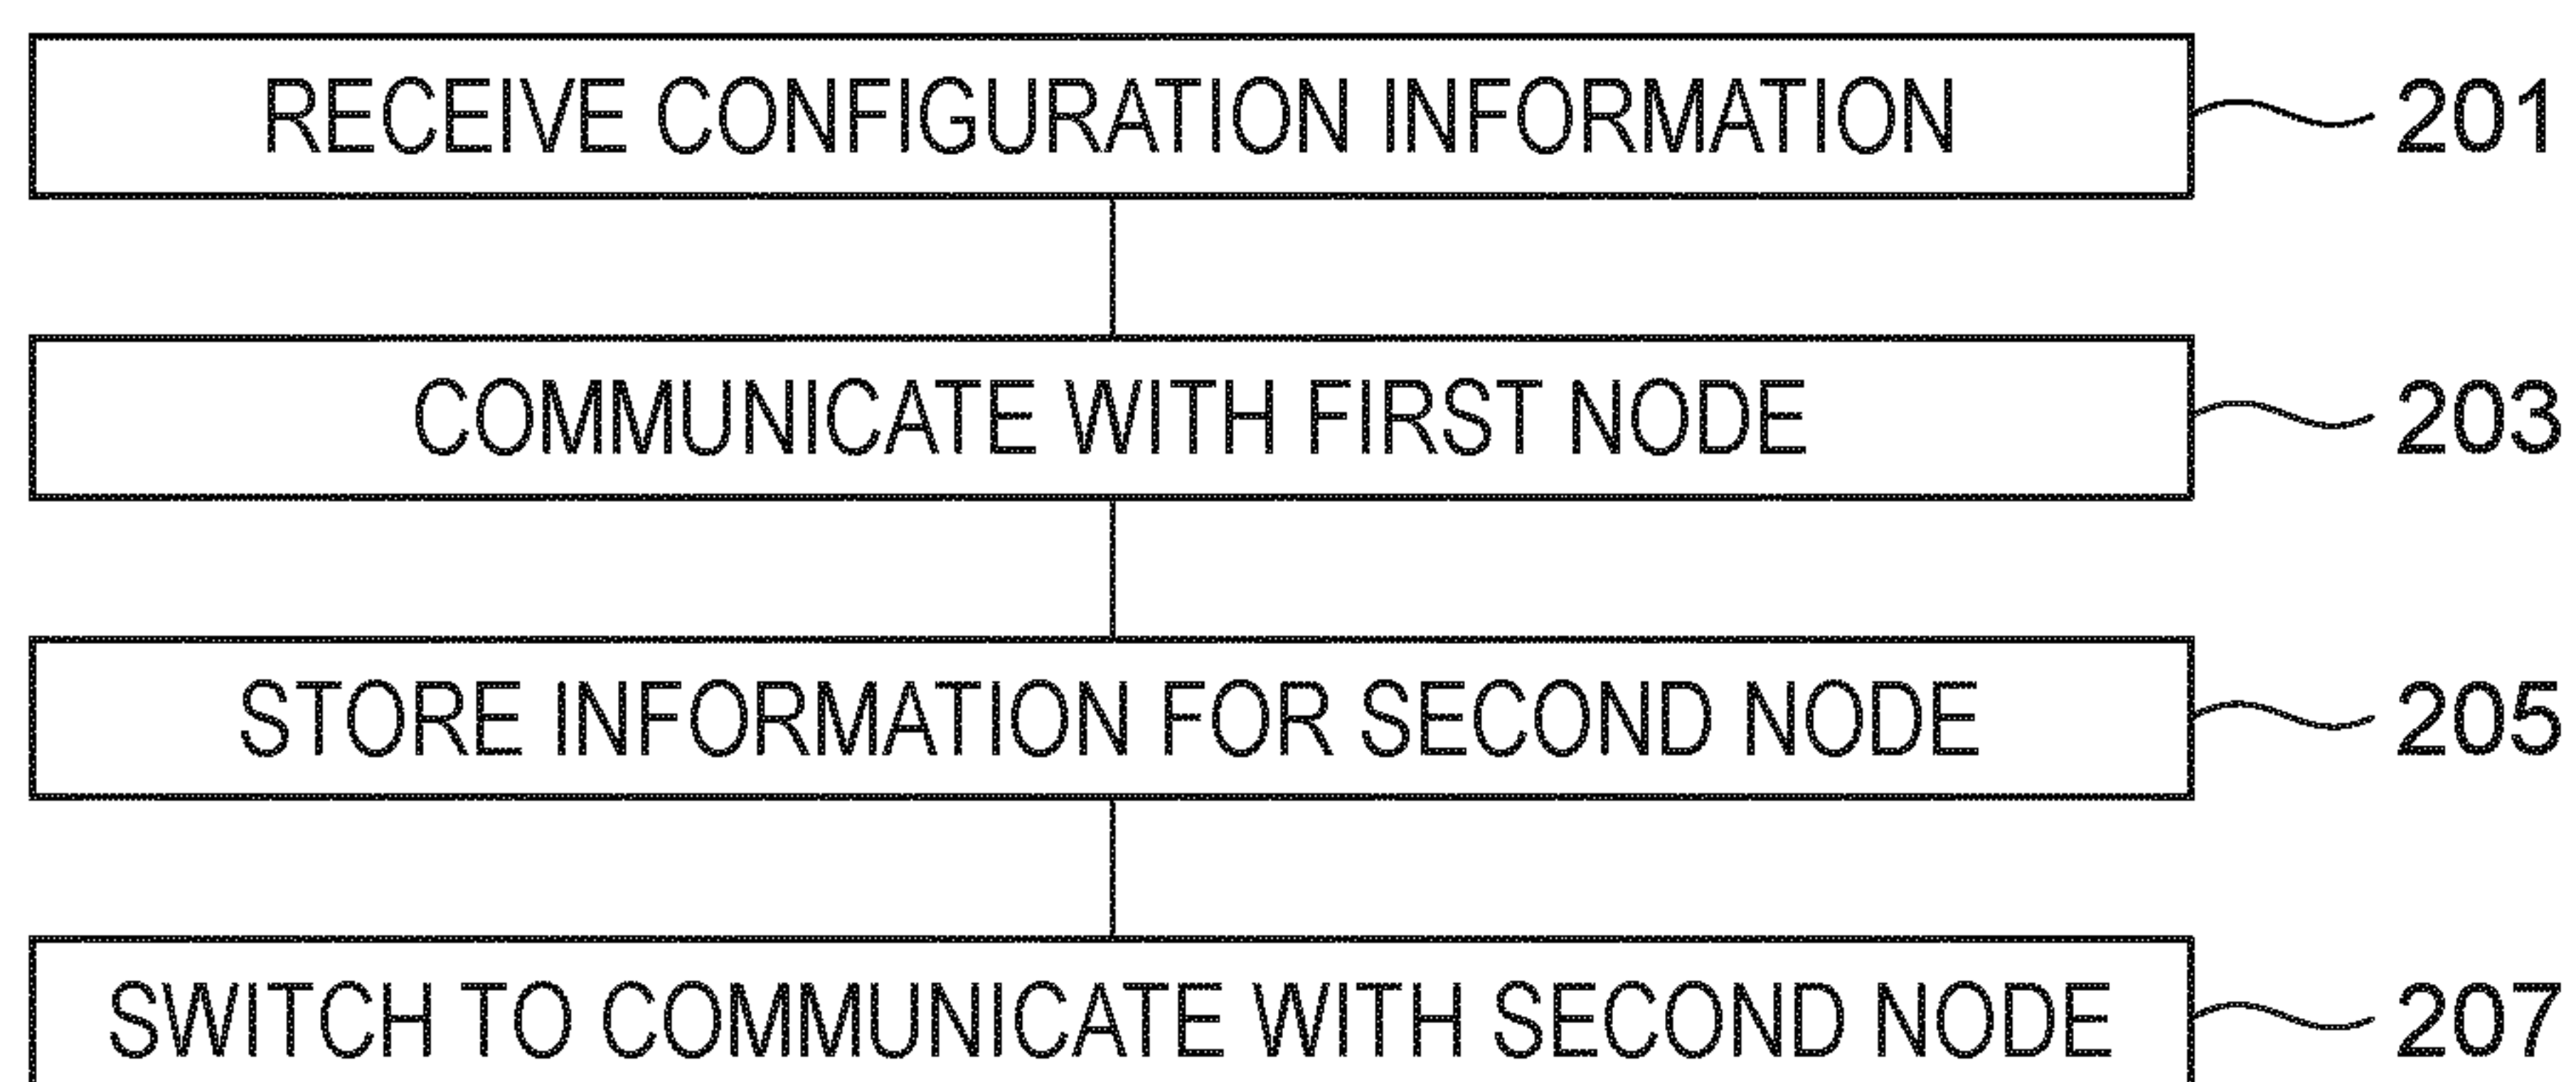 RECEIVE CONFIGURATION INFORMATION 201
COMMUNICATE WITH FIRST NODE 203
STORE INFORMATION FOR SECOND NODE 205
SWITCH TO COMMUNICATE WITH SECOND NODE 207